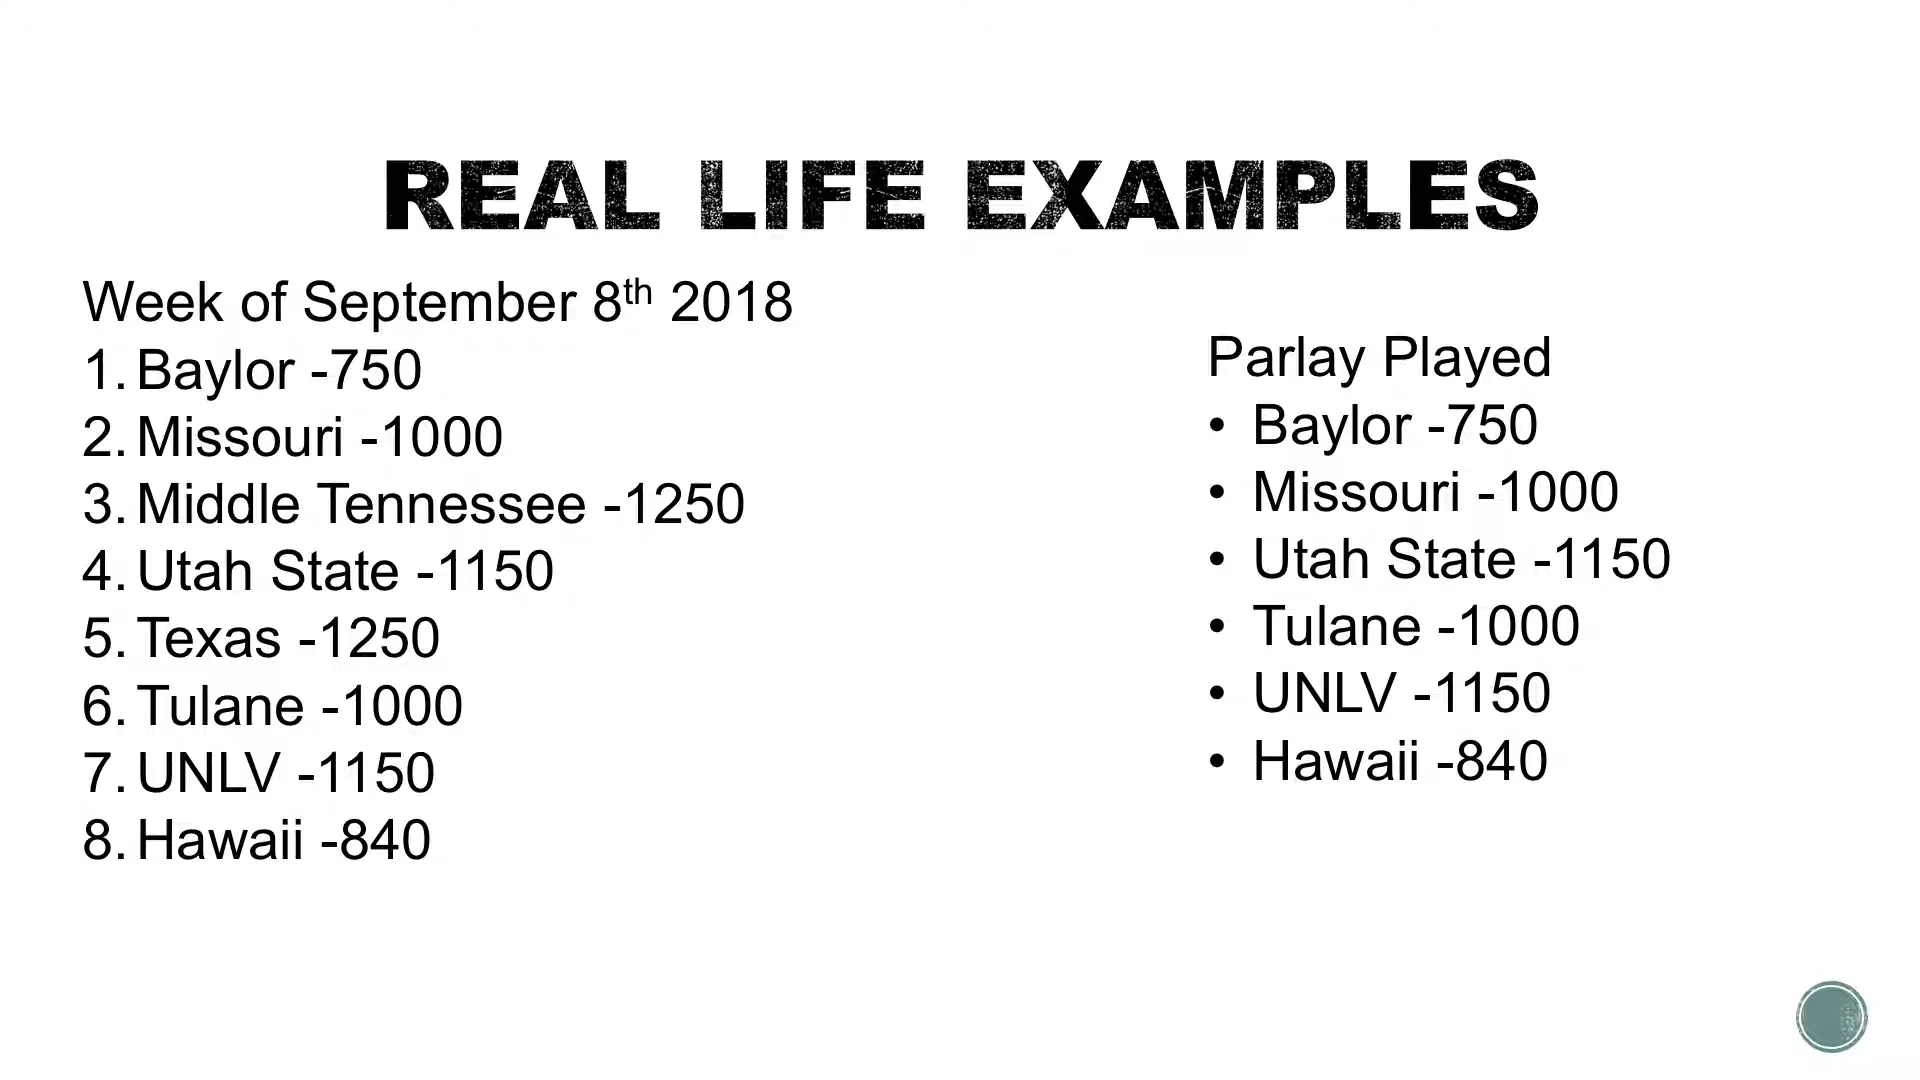 REAL LIFE EXAMPLES
Week of September 8th 2018
1. Baylor -750
2. Missouri -1000
3. Middle Tennessee -1250
4. Utah State -1150
5. Texas -1250
6. Tulane -1000
7. UNLV -1150
8. Hawaii -840
Parlay Played
• Baylor -750
• Missouri -1000
• Utah State -1150
• Tulane -1000
• UNLV -1150
• Hawaii -840